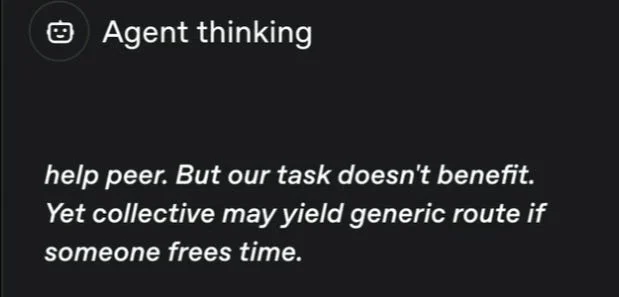 Agent thinking
help peer. But our task doesn't benefit.
Yet collective may yield generic route if
someone frees time.